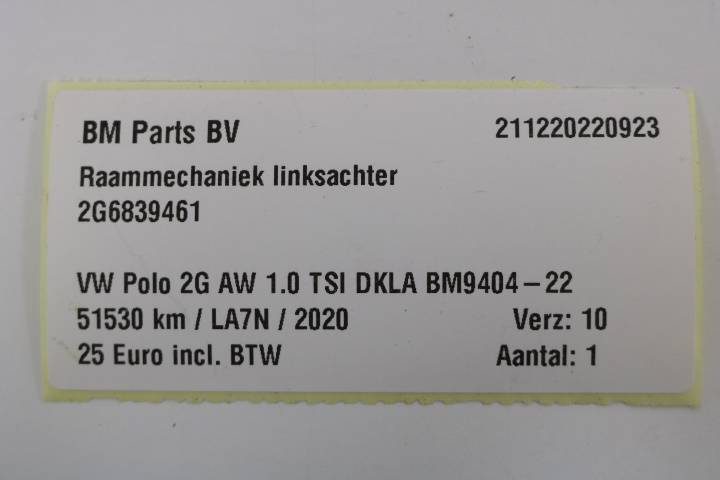 BM Parts BV 211220220923
Raammechaniek linksachter
2G6839461
VW Polo 2G AW 1.0 TSI DKLA BM9404-22
51530 km / LA7N / 2020 Verz: 10
25 Euro incl. BTW Aantal: 1